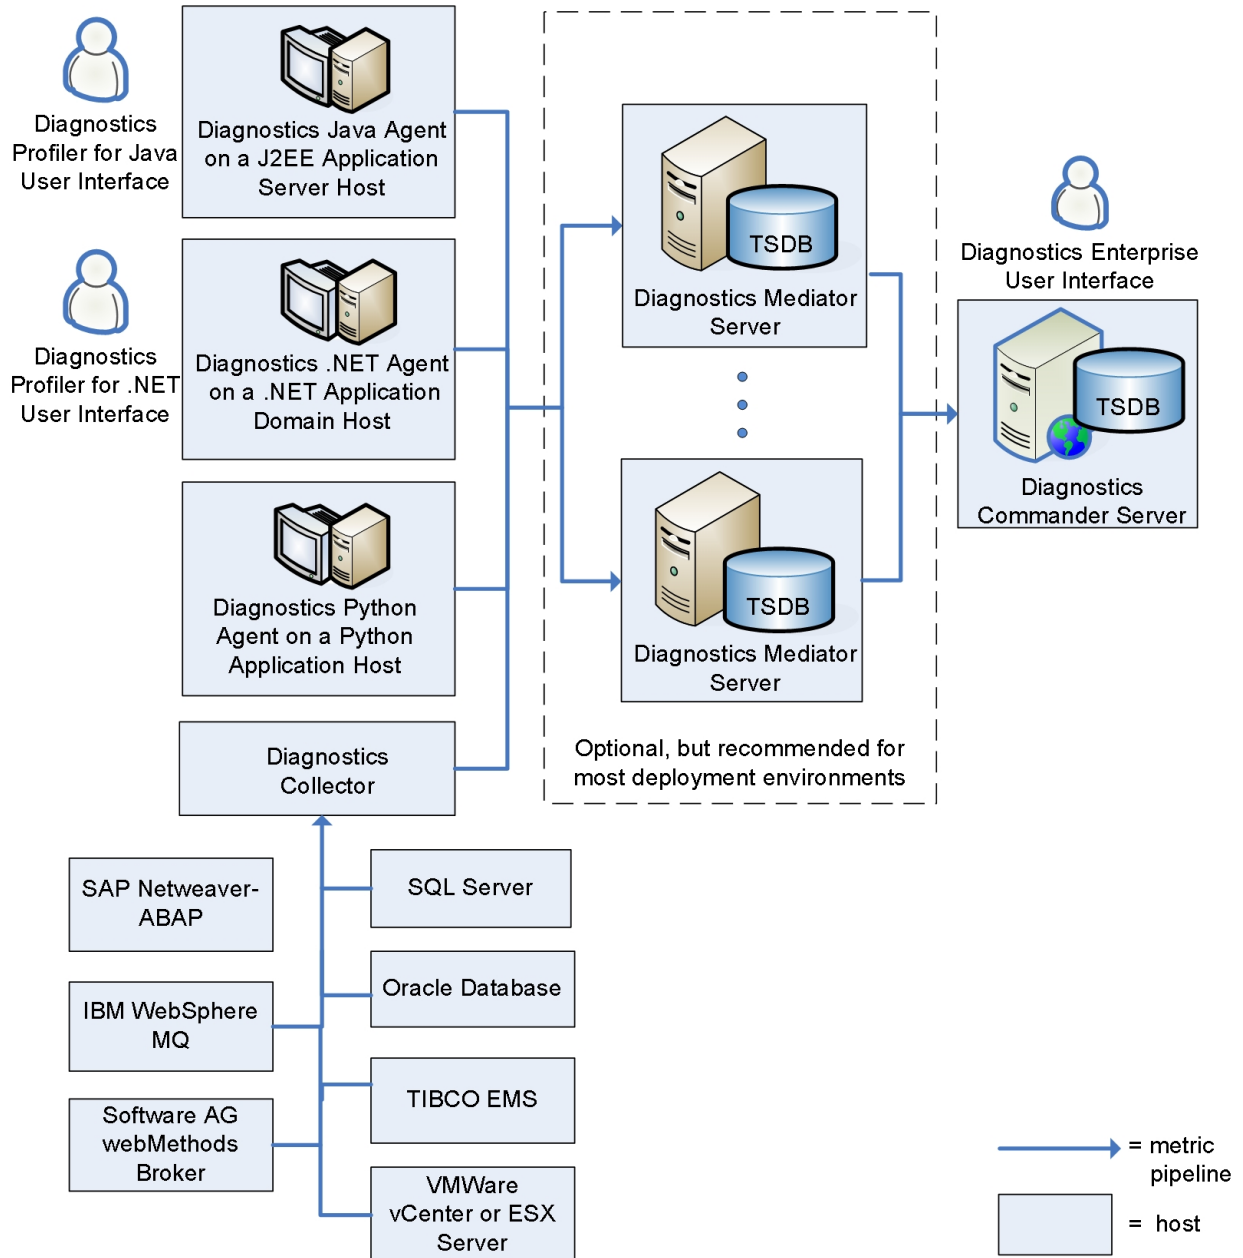 Diagnostics
Profiler for Java
User Interface
Diagnostics Java Agent
on a J2EE Application
Server Host
Diagnostics
Profiler for .NET
User Interface
Diagnostics .NET Agent
on a .NET Application
Domain Host
Diagnostics Python
Agent on a Python
Application Host
Diagnostics
Collector
TSDB
Diagnostics Mediator
Server
TSDB
Diagnostics Mediator
Server
Optional, but recommended for
most deployment environments
Diagnostics Enterprise
User Interface
TSDB
Diagnostics
Commander Server
SAP Netweaver-
ABAP
SQL Server
IBM WebSphere
MQ
Oracle Database
Software AG
webMethods
Broker
TIBCO EMS
VMWare
vCenter or ESX
Server
= metric
pipeline
= host